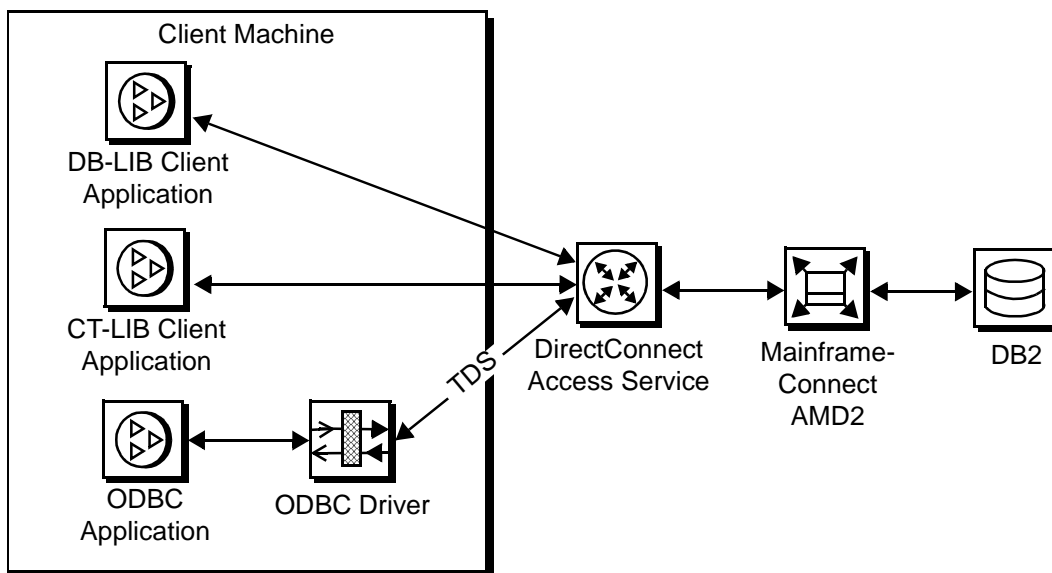 Client Machine
DB-LIB Client
Application
CT-LIB Client
Application
ODBC
Application
ODBC Driver
TDS
DirectConnect
Access Service
Mainframe-
Connect
AMD2
DB2